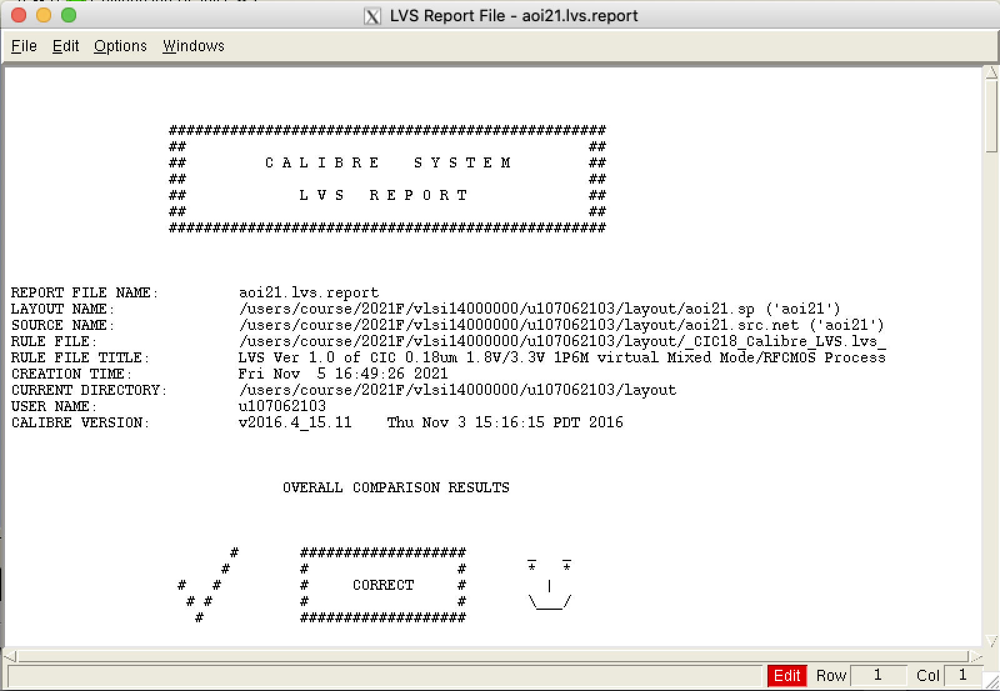 LVS Report File - aoi21.lvs.report
File Edit Options Windows
##################################################
## ##
## C A L I B R E S Y S T E M ##
## ##
## L V S R E P O R T ##
## ##
##################################################
REPORT FILE NAME: aoi21.lvs.report
LAYOUT NAME: /users/course/2021F/vlsi14000000/u107062103/layout/aoi21.sp ('aoi21')
SOURCE NAME: /users/course/2021F/vlsi14000000/u107062103/layout/aoi21.src.net ('aoi21')
RULE FILE: /users/course/2021F/vlsi14000000/u107062103/layout/_CIC18_Calibre_LVS.lvs_
RULE FILE TITLE: LVS Ver 1.0 of CIC 0.18um 1.8V/3.3V 1P6M virtual Mixed Mode/RFCMOS Process
CREATION TIME: Fri Nov 5 16:49:26 2021
CURRENT DIRECTORY: /users/course/2021F/vlsi14000000/u107062103/layout
USER NAME: u107062103
CALIBRE VERSION: v2016.4_15.11 Thu Nov 3 15:16:15 PDT 2016
OVERALL COMPARISON RESULTS
# ################### _ _
# # # * *
# # # CORRECT # |
# # # # \___/
# ###################
Edit Row 1 Col 1